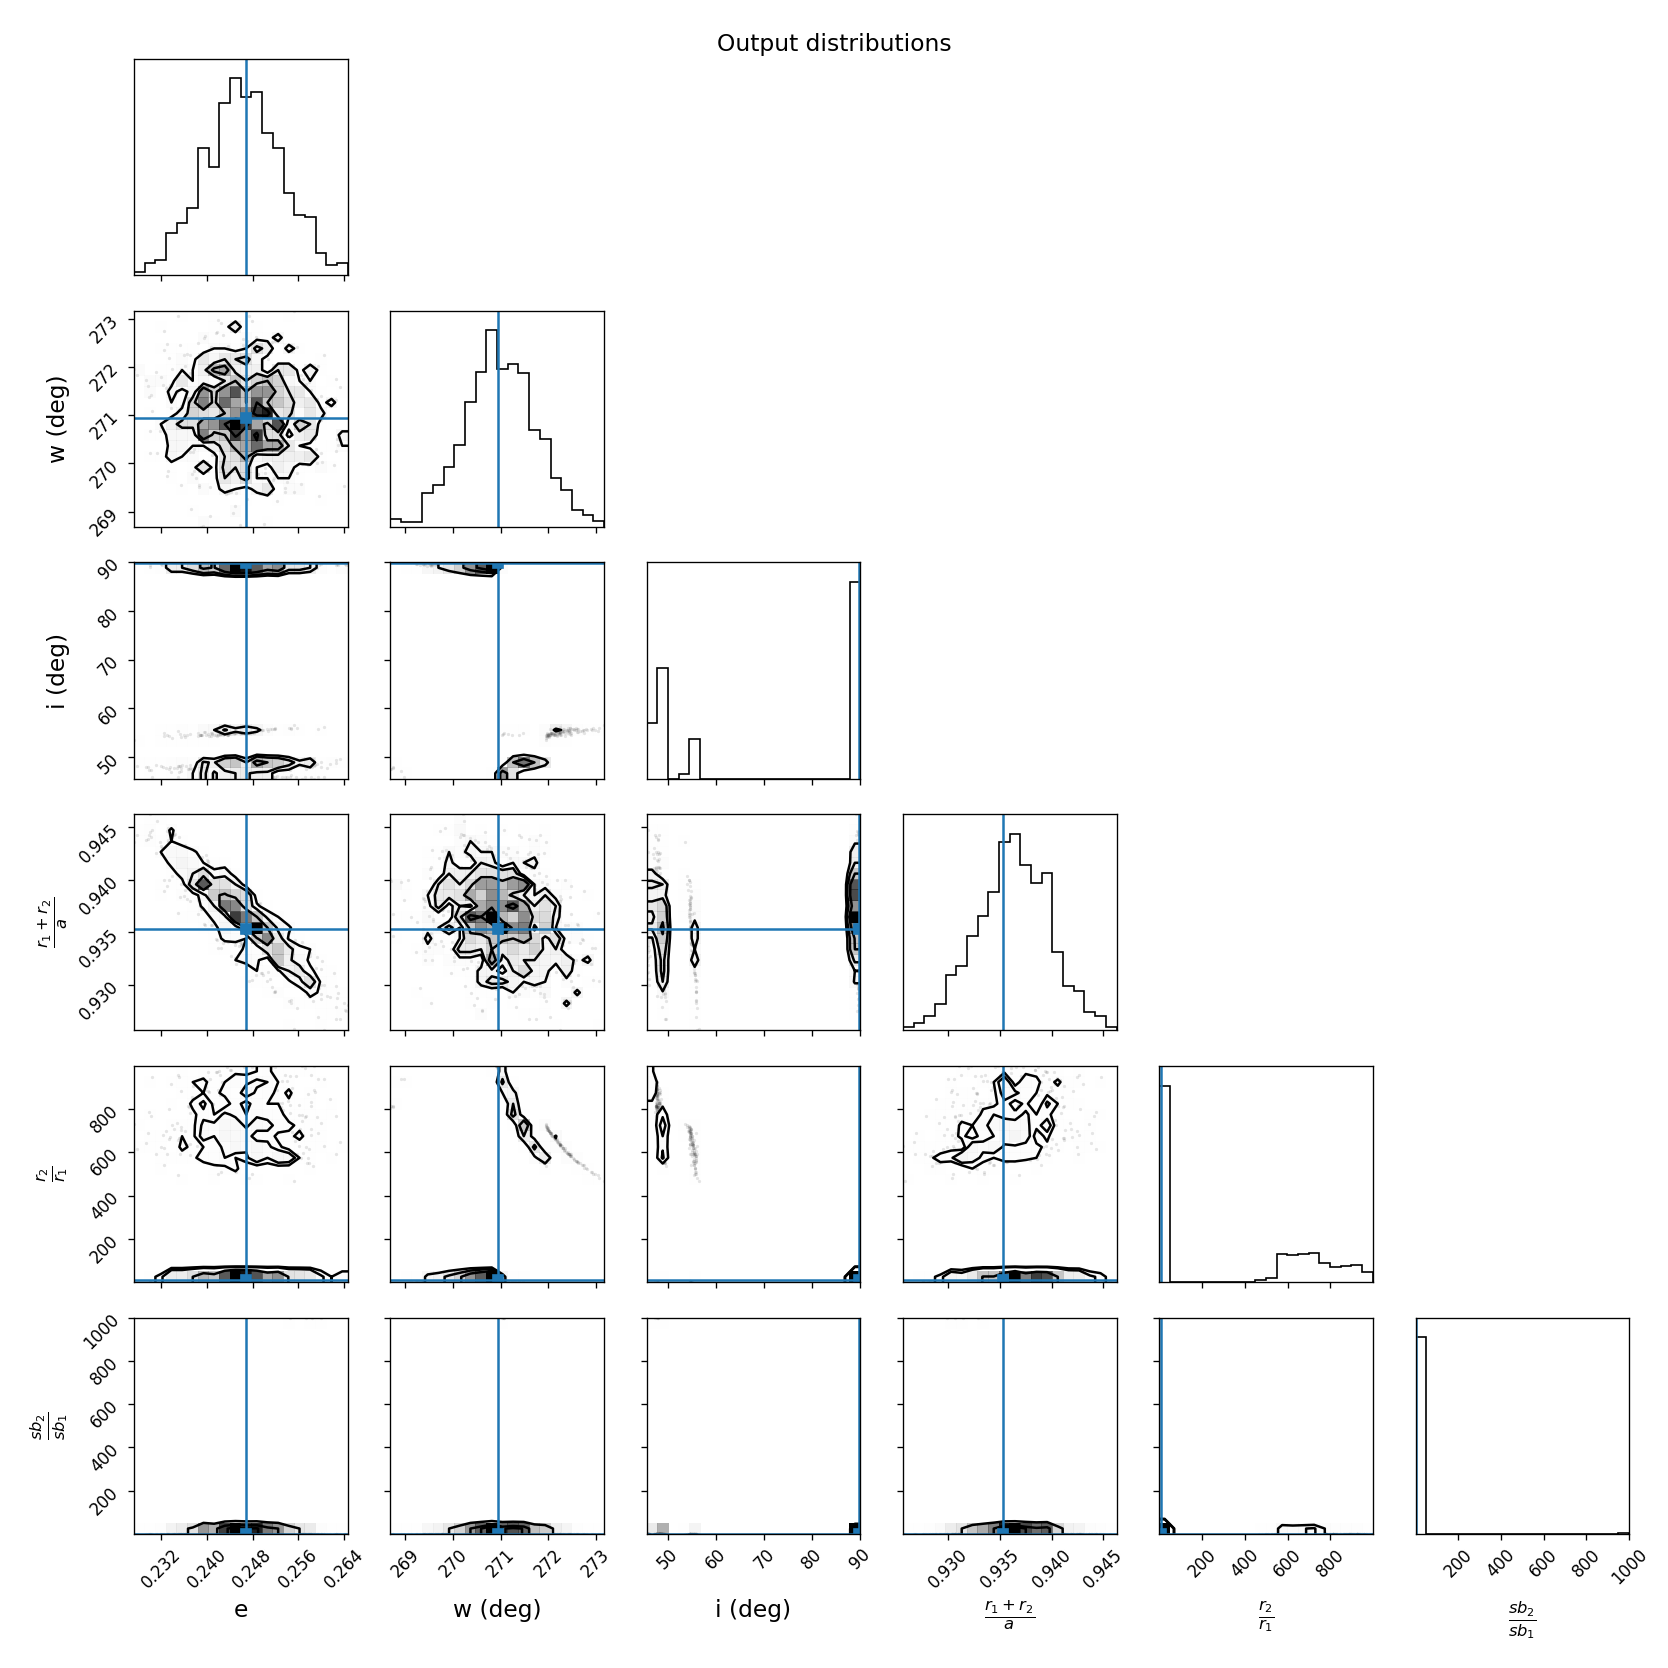 Output distributions
273
272
271
270
269
w (deg)
90
80
70
60
50
i (deg)
0.945
0.940
0.935
0.930
r₁ + r₂
a
800
600
400
200
r₂
r₁
1000
800
600
400
200
sb₂
sb₁
0.232 0.240 0.248 0.256 0.264
269 270 271 272 273
50 60 70 80 90
0.930 0.935 0.940 0.945
200 400 600 800
200 400 600 800 1000
e
w (deg)
i (deg)
r₁ + r₂
a
r₂
r₁
sb₂
sb₁